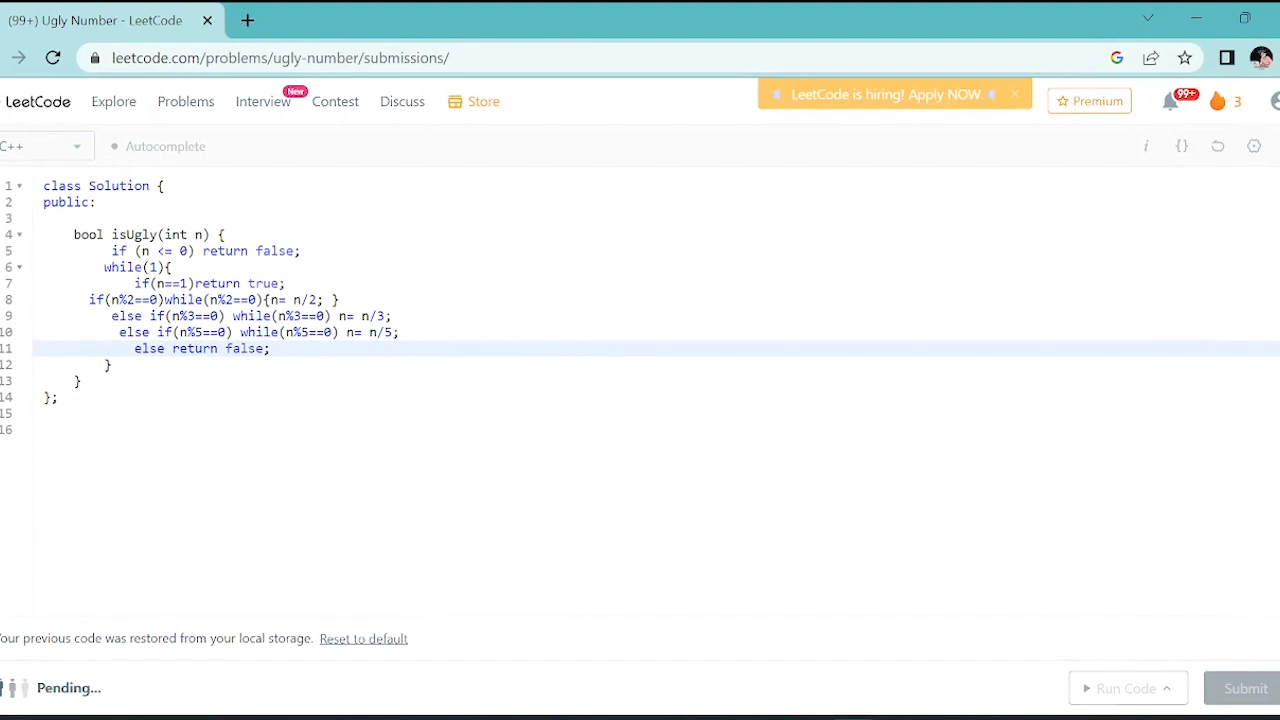 (99+) Ugly Number - LeetCode
leetcode.com/problems/ugly-number/submissions/
LeetCode Explore Problems Interview New Contest Discuss Store LeetCode is hiring! Apply NOW. Premium 99+ 3
C++ Autocomplete
1 class Solution {
2 public:
3
4 bool isUgly(int n) {
5 if (n <= 0) return false;
6 while(1){
7 if(n==1)return true;
8 if(n%2==0)while(n%2==0){n= n/2; }
9 else if(n%3==0) while(n%3==0) n= n/3;
10 else if(n%5==0) while(n%5==0) n= n/5;
11 else return false;
12 }
13 }
14 };
15
16
Your previous code was restored from your local storage. Reset to default
Pending... Run Code Submit